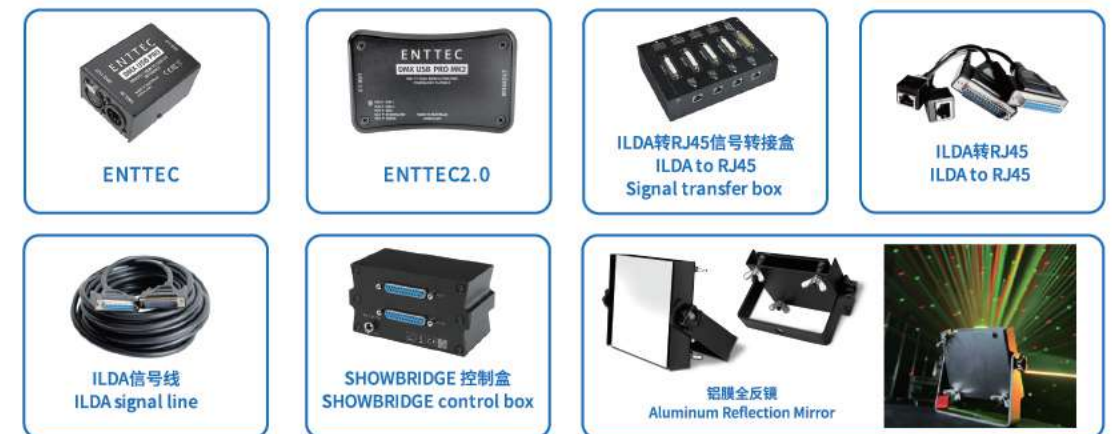 ENTTEC
DMX USB PRO
ENTTEC
ENTTEC
DMX USB PRO MK2
ENTTEC2.0
ILDA转RJ45信号转接盒
ILDA to RJ45
Signal transfer box
ILDA转RJ45
ILDA to RJ45
ILDA信号线
ILDA signal line
SHOWBRIDGE 控制盒
SHOWBRIDGE control box
铝膜全反镜
Aluminum Reflection Mirror